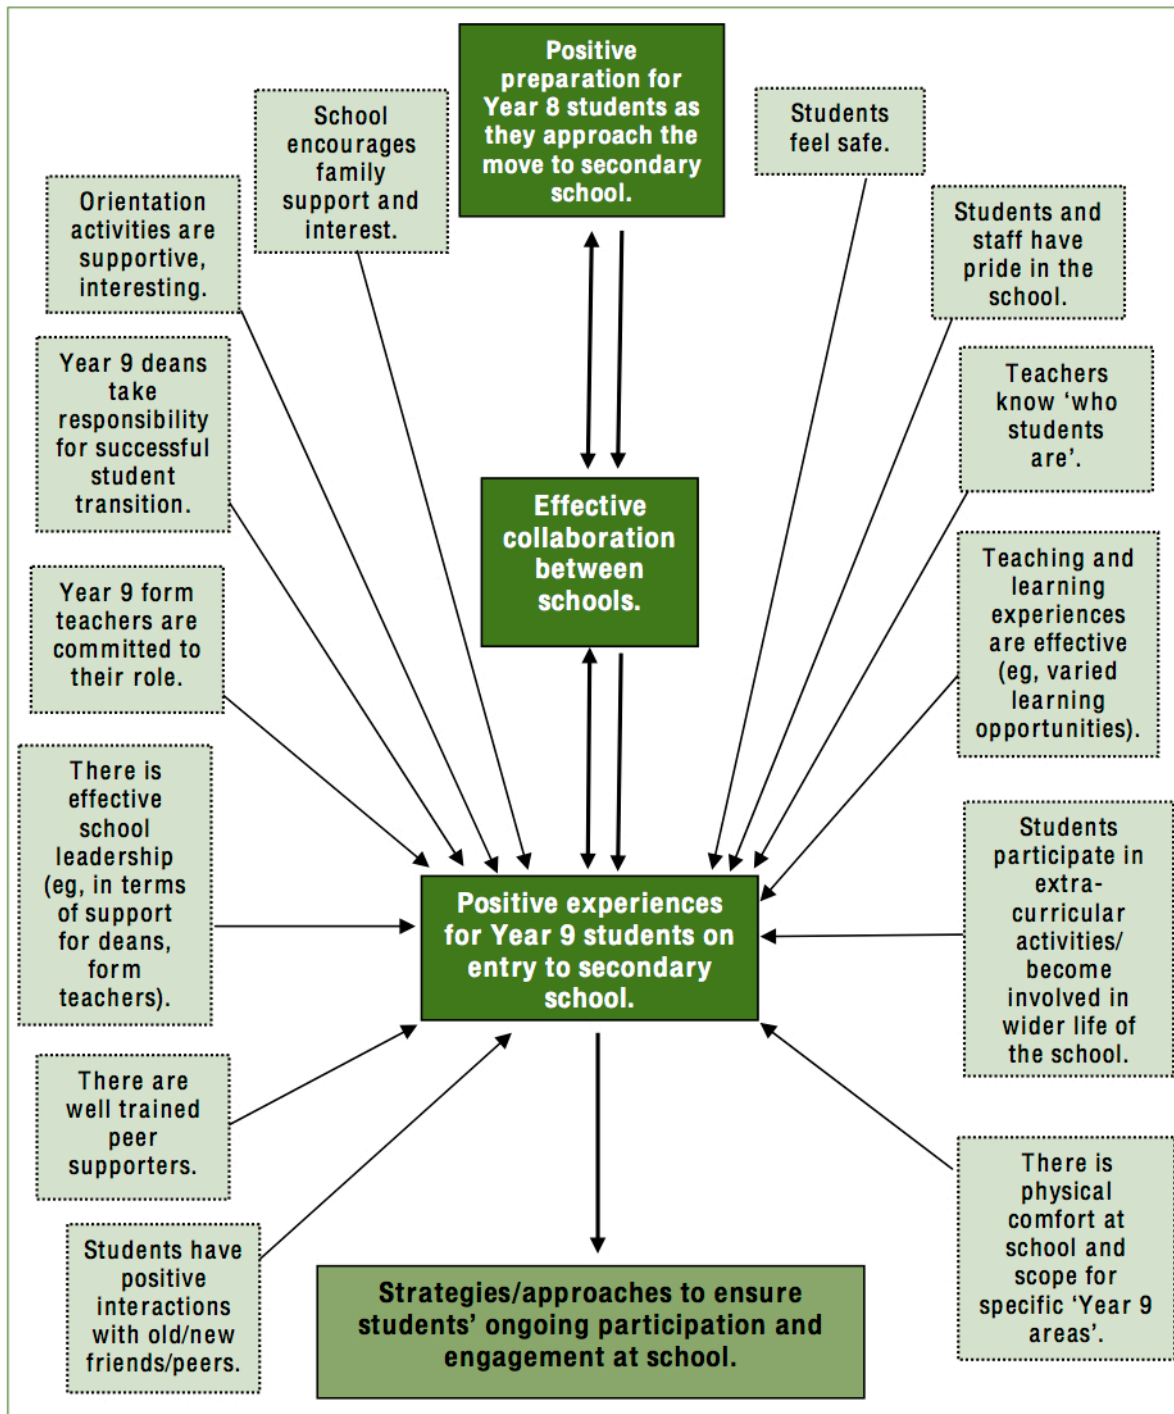 Positive
preparation for
Year 8 students as
they approach the
move to secondary
school.
School
encourages
family
support and
interest.
Students
feel safe.
Orientation
activities are
supportive,
interesting.
Students and
staff have
pride in the
school.
Year 9 deans
take
responsibility
for successful
student
transition.
Teachers
know ‘who
students
are’.
Effective
collaboration
between
schools.
Year 9 form
teachers are
committed to
their role.
Teaching and
learning
experiences
are effective
(eg, varied
learning
opportunities).
There is
effective
school
leadership
(eg, in terms
of support
for deans,
form
teachers).
Students
participate in
extra-
curricular
activities/
become
involved in
wider life of
the school.
Positive experiences
for Year 9 students on
entry to secondary
school.
There are
well trained
peer
supporters.
There is
physical
comfort at
school and
scope for
specific ‘Year 9
areas’.
Students have
positive
interactions
with old/new
friends/peers.
Strategies/approaches to ensure
students’ ongoing participation and
engagement at school.